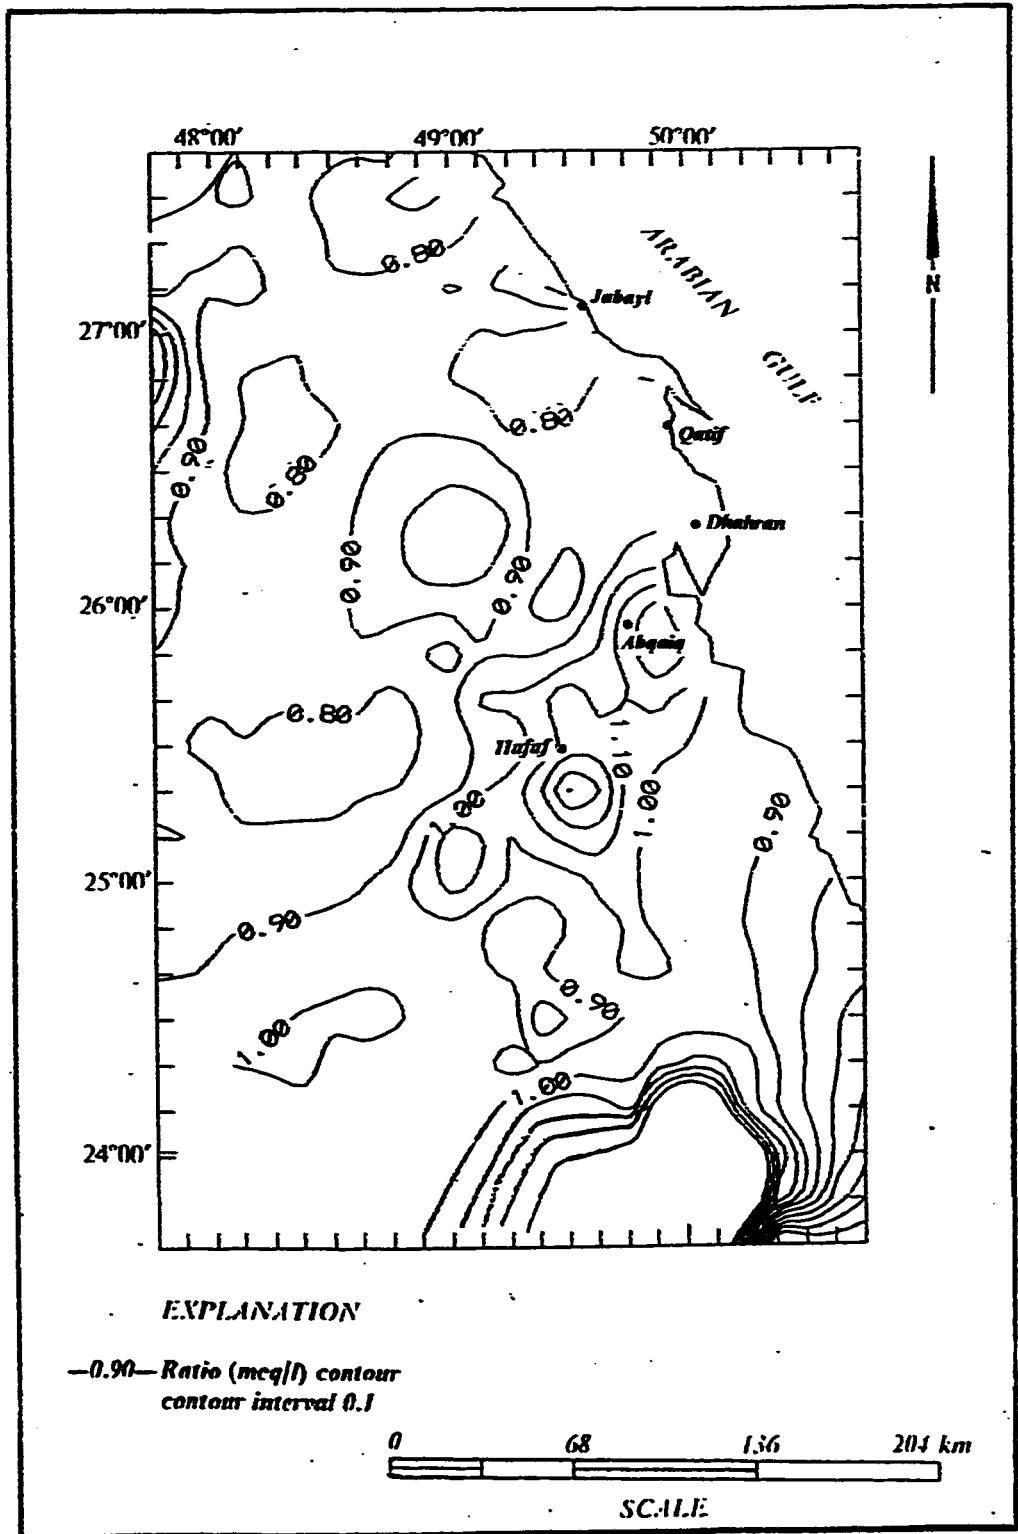 48°00′ 49°00′ 50°00′
ARABIAN
GULF
N
0.80
Jubayl
27°00′
0.80
Qatif
0.90
0.80
Dhahran
0.90
0.90
26°00′
Abqaiq
0.80
Hufuf
1.10
1.00
1.00
0.90
25°00′
0.90
0.90
1.00
1.00
24°00′
EXPLANATION
—0.90— Ratio (meq/l) contour
contour interval 0.1
0 68 136 204 km
SCALE